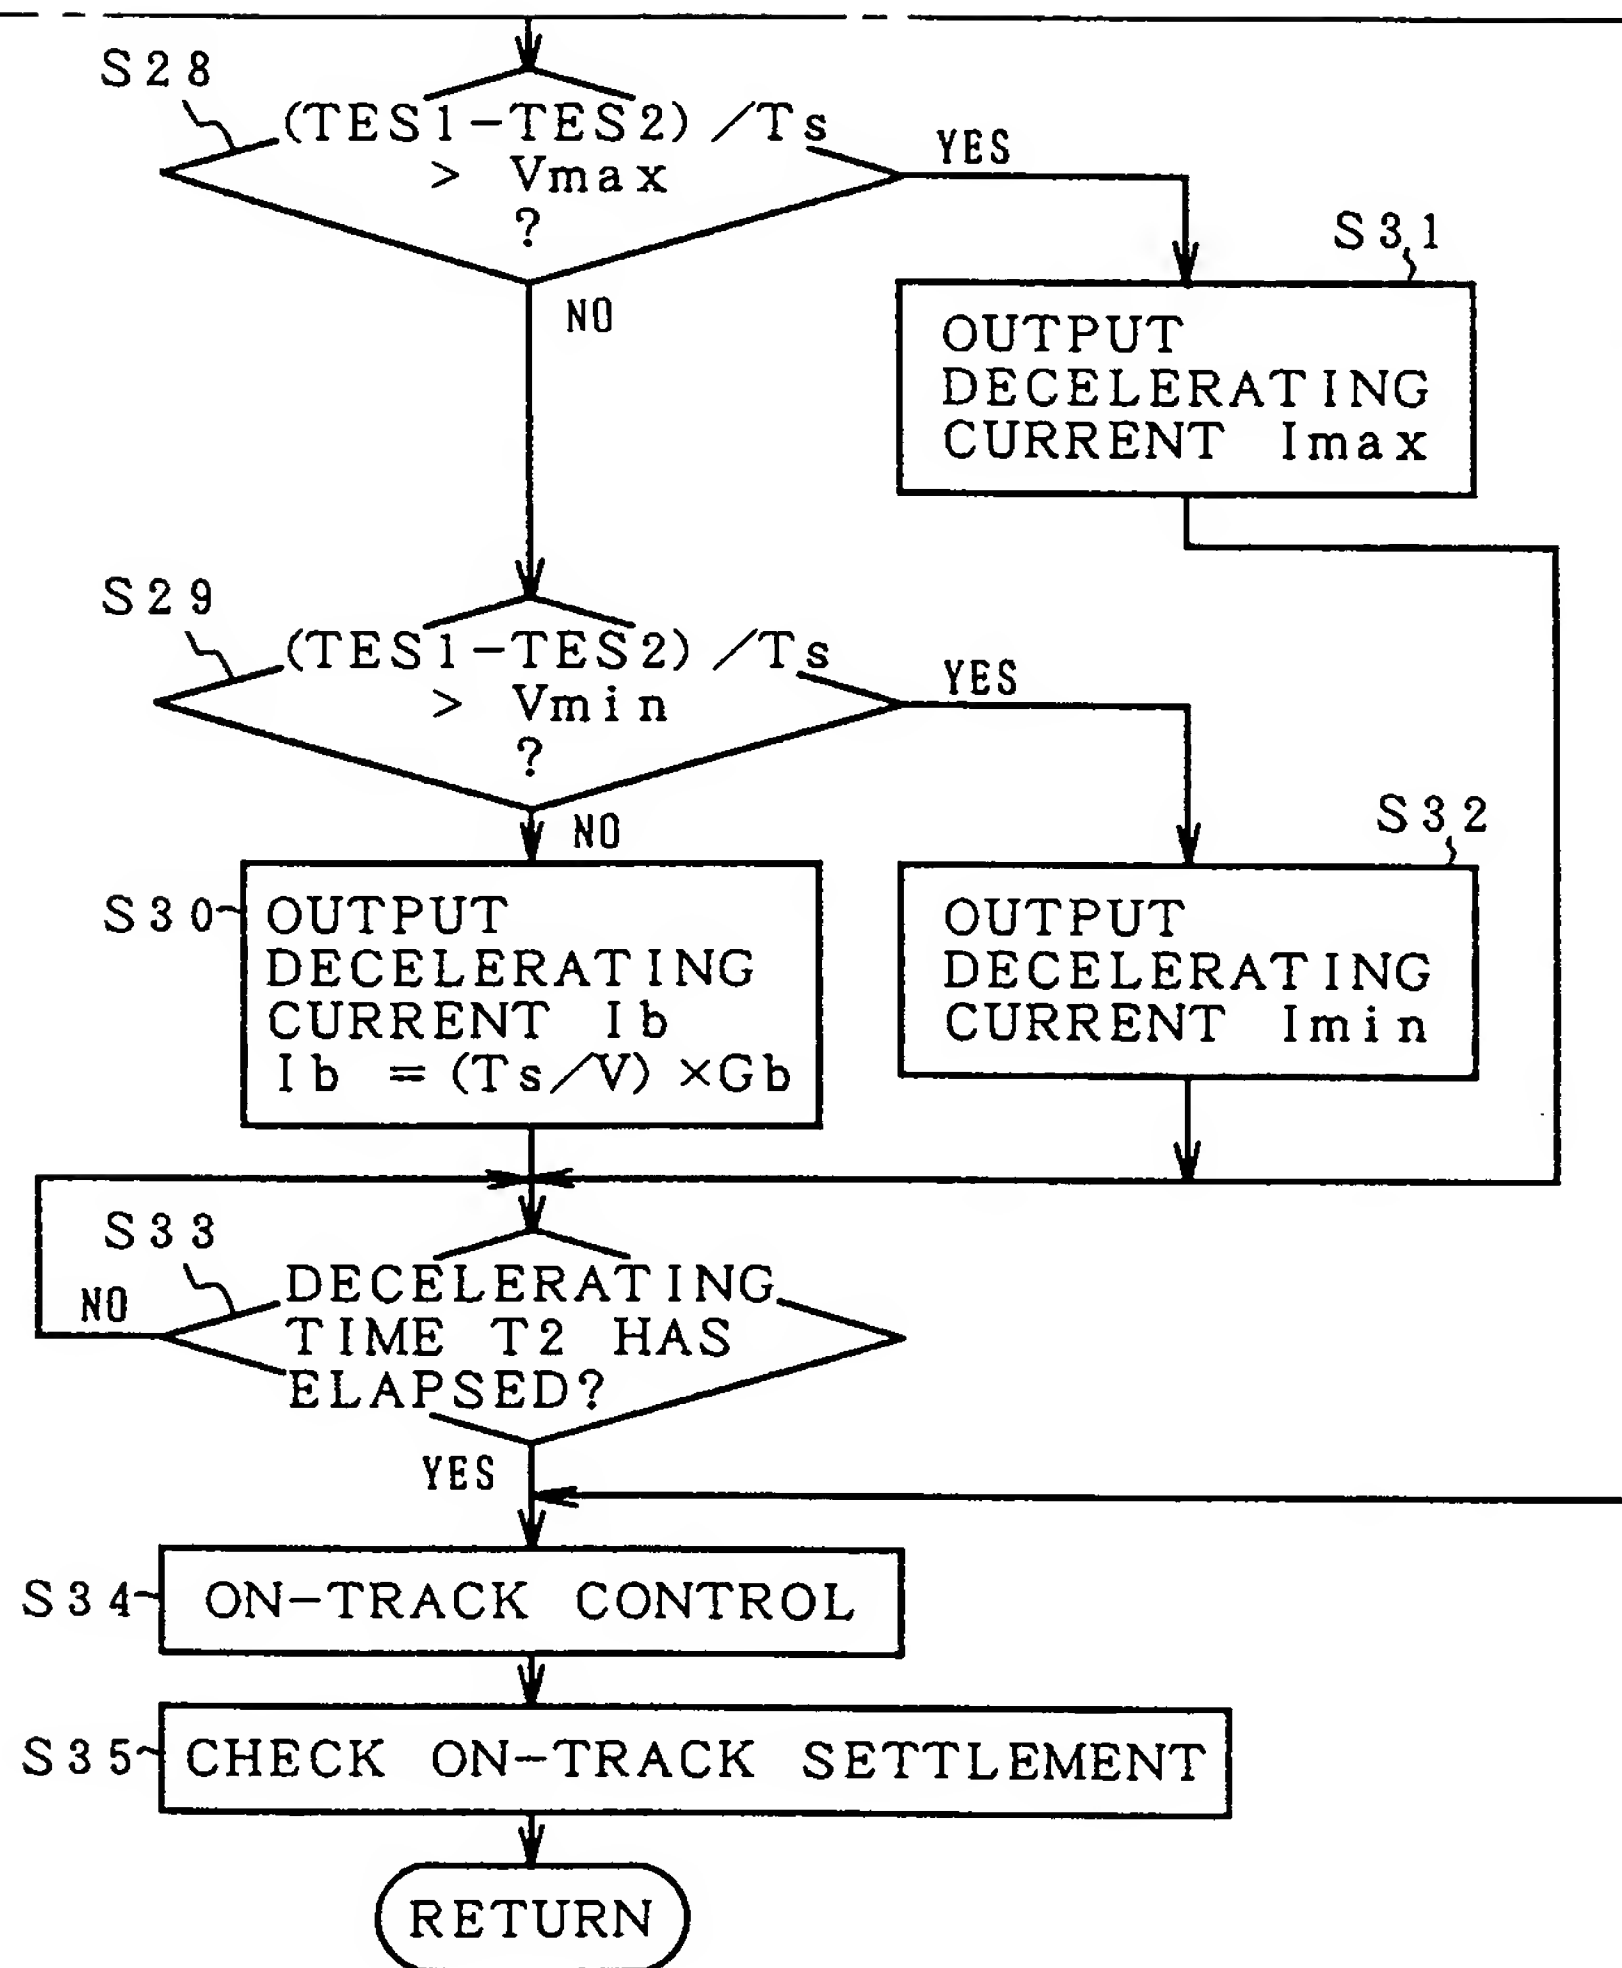 S28
(TES1-TES2)/Ts
> Vmax
?
YES
NO
S31
OUTPUT
DECELERATING
CURRENT Imax
S29
(TES1-TES2)/Ts
> Vmin
?
YES
NO
S32
OUTPUT
DECELERATING
CURRENT Imin
S30
OUTPUT
DECELERATING
CURRENT Ib
Ib = (Ts/V) ×Gb
S33
NO
DECELERATING
TIME T2 HAS
ELAPSED?
YES
S34
ON-TRACK CONTROL
S35
CHECK ON-TRACK SETTLEMENT
RETURN